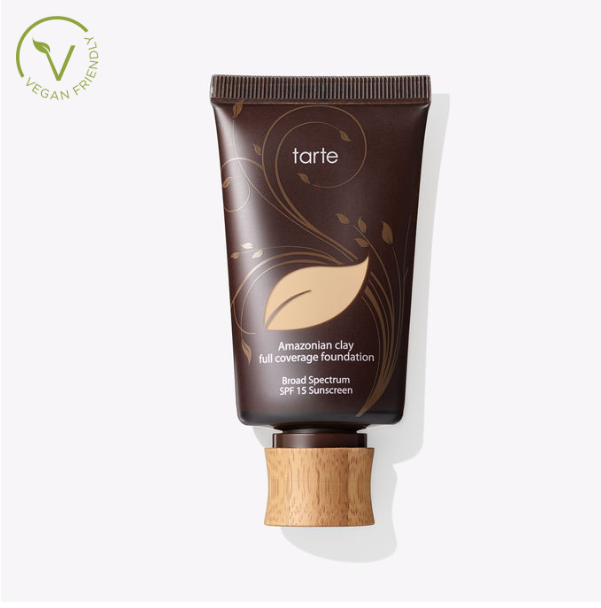 VEGAN FRIENDLY
tarte
Amazonian clay
full coverage foundation
Broad Spectrum
SPF 15 Sunscreen